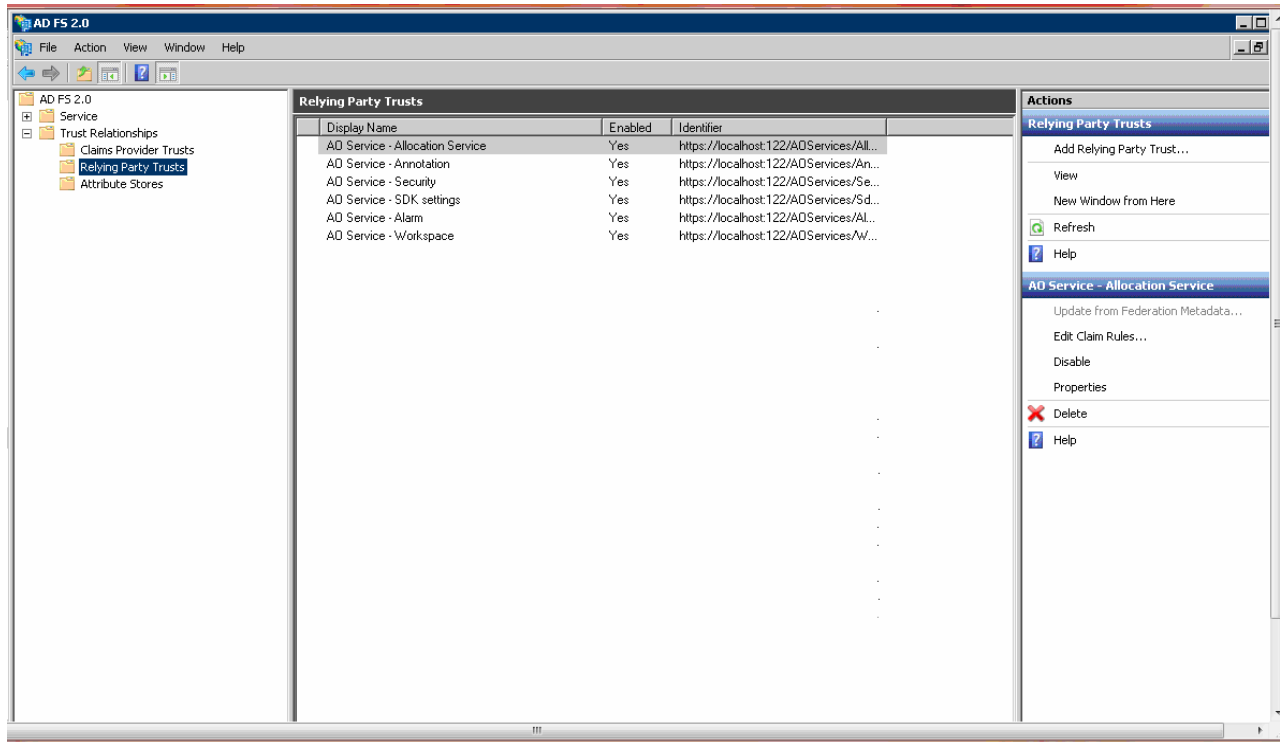 AD FS 2.0
File Action View Window Help
AD FS 2.0
Service
Trust Relationships
Claims Provider Trusts
Relying Party Trusts
Attribute Stores
Relying Party Trusts
Display Name Enabled Identifier
AO Service - Allocation Service Yes https://localhost:122/AOServices/All...
AO Service - Annotation Yes https://localhost:122/AOServices/An...
AO Service - Security Yes https://localhost:122/AOServices/Se...
AO Service - SDK settings Yes https://localhost:122/AOServices/Sd...
AO Service - Alarm Yes https://localhost:122/AOServices/Al...
AO Service - Workspace Yes https://localhost:122/AOServices/W...
Actions
Relying Party Trusts
Add Relying Party Trust...
View
New Window from Here
Refresh
Help
AO Service - Allocation Service
Update from Federation Metadata...
Edit Claim Rules...
Disable
Properties
Delete
Help